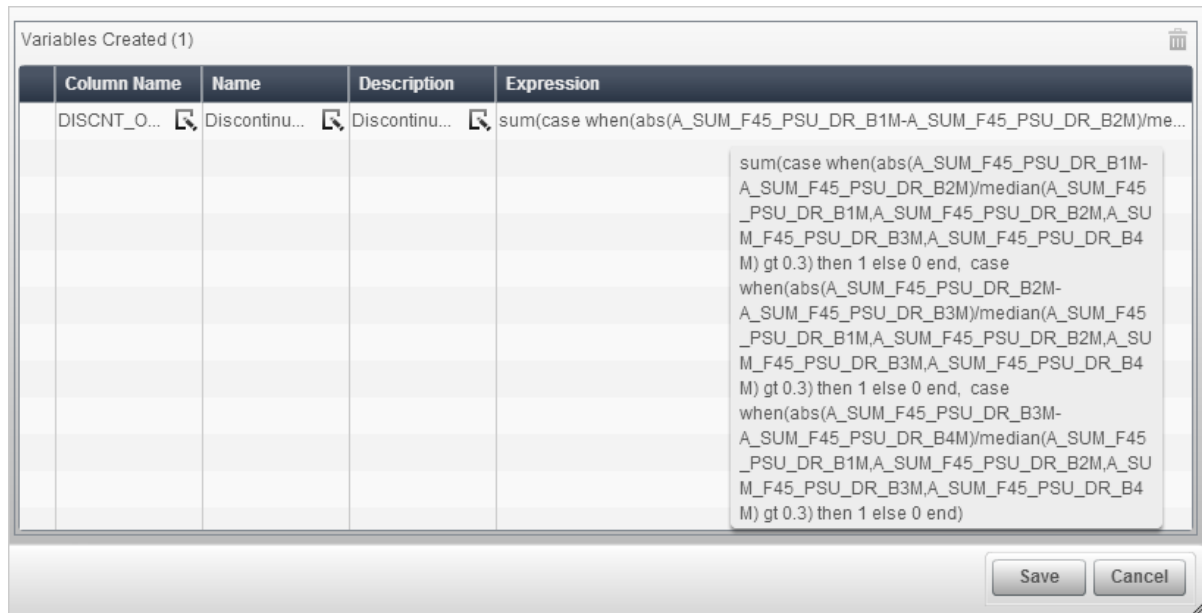 Variables Created (1)
Column Name Name Description Expression
DISCNT_O... Discontinu... Discontinu... sum(case when(abs(A_SUM_F45_PSU_DR_B1M-A_SUM_F45_PSU_DR_B2M)/me...
sum(case when(abs(A_SUM_F45_PSU_DR_B1M-
A_SUM_F45_PSU_DR_B2M)/median(A_SUM_F45
_PSU_DR_B1M,A_SUM_F45_PSU_DR_B2M,A_SU
M_F45_PSU_DR_B3M,A_SUM_F45_PSU_DR_B4
M) gt 0.3) then 1 else 0 end, case
when(abs(A_SUM_F45_PSU_DR_B2M-
A_SUM_F45_PSU_DR_B3M)/median(A_SUM_F45
_PSU_DR_B1M,A_SUM_F45_PSU_DR_B2M,A_SU
M_F45_PSU_DR_B3M,A_SUM_F45_PSU_DR_B4
M) gt 0.3) then 1 else 0 end, case
when(abs(A_SUM_F45_PSU_DR_B3M-
A_SUM_F45_PSU_DR_B4M)/median(A_SUM_F45
_PSU_DR_B1M,A_SUM_F45_PSU_DR_B2M,A_SU
M_F45_PSU_DR_B3M,A_SUM_F45_PSU_DR_B4
M) gt 0.3) then 1 else 0 end)
Save Cancel